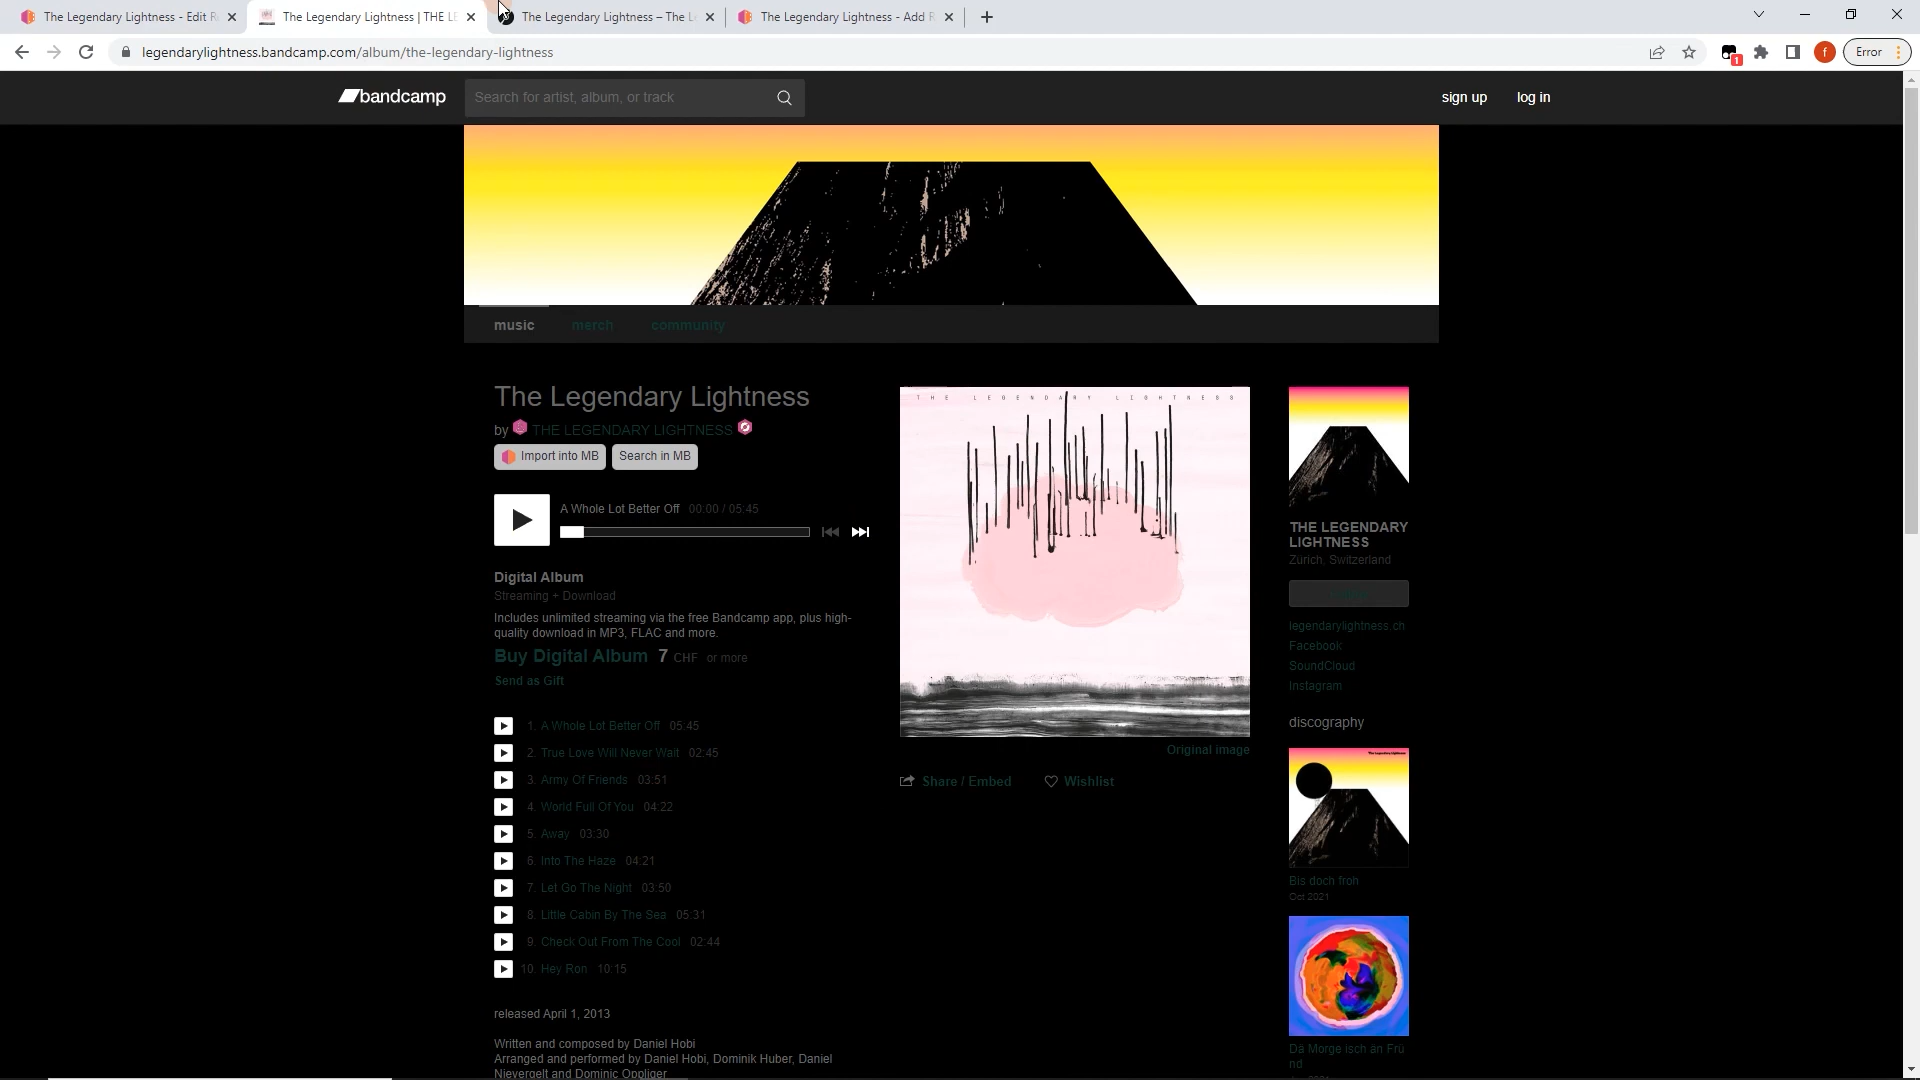 The Legendary Lightness - Edit R
The Legendary Lightness | THE LE
The Legendary Lightness – The L
The Legendary Lightness - Add R
legendarylightness.bandcamp.com/album/the-legendary-lightness
1
f
Error
bandcamp
Search for artist, album, or track
sign up
log in
music
merch
community
The Legendary Lightness
by THE LEGENDARY LIGHTNESS
Import into MB
Search in MB
A Whole Lot Better Off 00:00 / 05:45
Digital Album
Streaming + Download
Includes unlimited streaming via the free Bandcamp app, plus high-
quality download in MP3, FLAC and more.
Buy Digital Album 7 CHF or more
Send as Gift
1. A Whole Lot Better Off 05:45
2. True Love Will Never Wait 02:45
3. Army Of Friends 03:51
4. World Full Of You 04:22
5. Away 03:30
6. Into The Haze 04:21
7. Let Go The Night 03:50
8. Little Cabin By The Sea 05:31
9. Check Out From The Cool 02:44
10. Hey Ron 10:15
released April 1, 2013
Written and composed by Daniel Hobi
Arranged and performed by Daniel Hobi, Dominik Huber, Daniel
Nievergelt and Dominic Oppliger
THE LEGENDARY LIGHTNESS
Original image
Share / Embed
Wishlist
THE LEGENDARY
LIGHTNESS
Zürich, Switzerland
legendarylightness.ch
Facebook
SoundCloud
Instagram
discography
The Legendary Lightness
Bis doch froh
Oct 2021
Dä Morge isch än Frü
nd